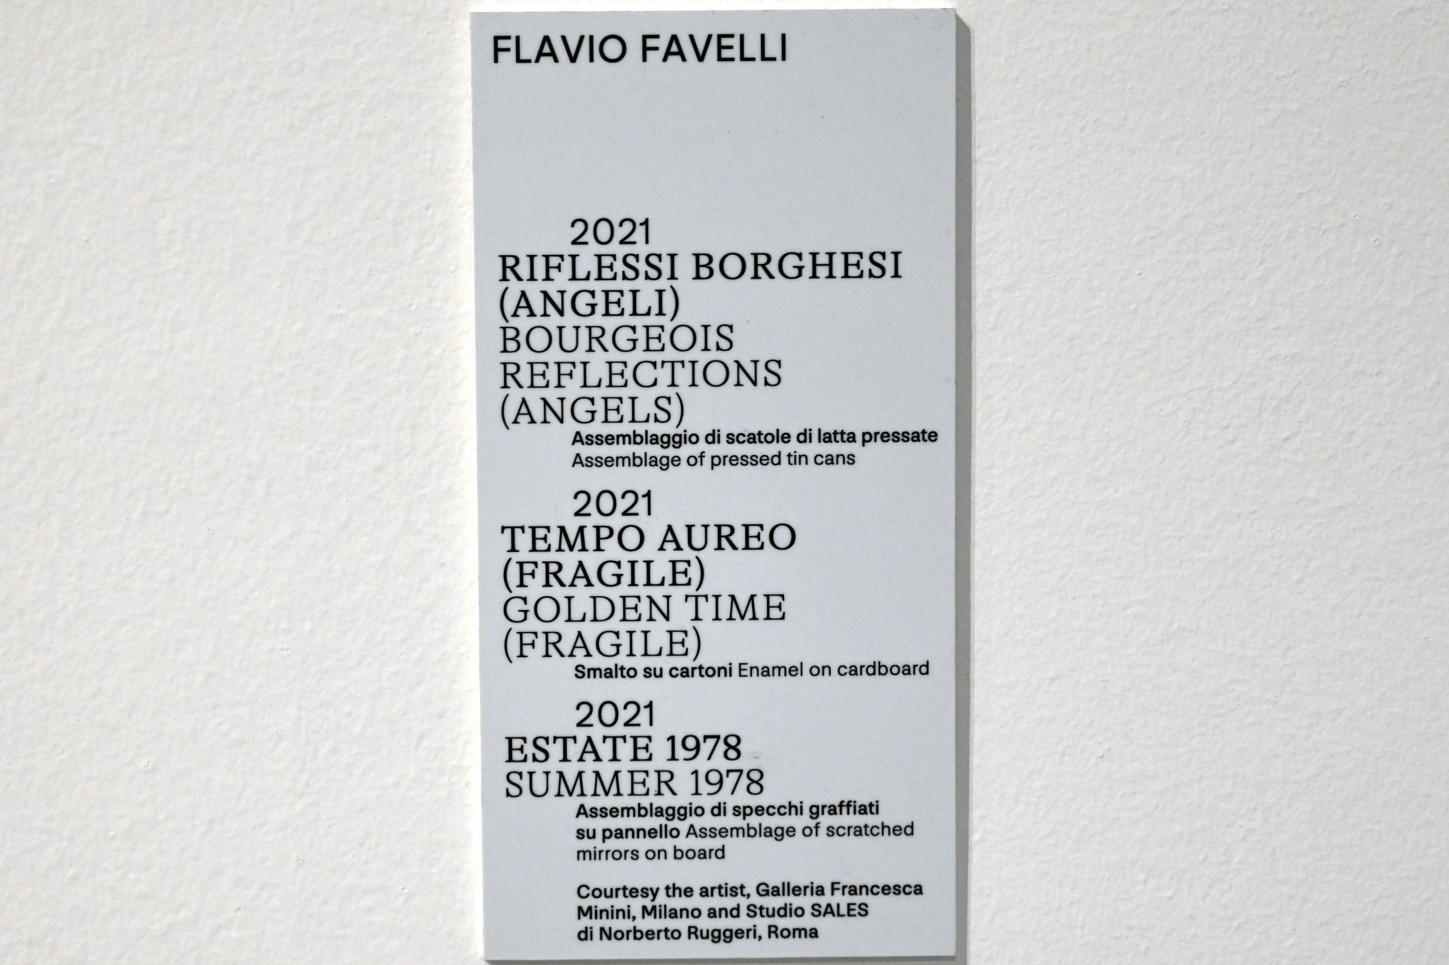 FLAVIO FAVELLI
2021
RIFLESSI BORGHESI
(ANGELI)
BOURGEOIS
REFLECTIONS
(ANGELS)
Assemblaggio di scatole di latta pressate
Assemblage of pressed tin cans
2021
TEMPO AUREO
(FRAGILE)
GOLDEN TIME
(FRAGILE)
Smalto su cartoni Enamel on cardboard
2021
ESTATE 1978
SUMMER 1978
Assemblaggio di specchi graffiati
su pannello Assemblage of scratched
mirrors on board
Courtesy the artist, Galleria Francesca
Minini, Milano and Studio SALES
di Norberto Ruggeri, Roma